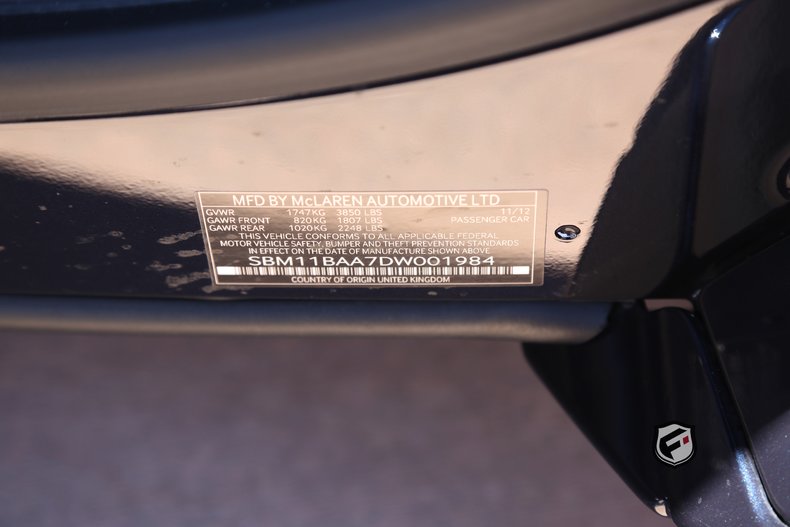 MFD BY McLAREN AUTOMOTIVE LTD
GVWR 1747KG 3850 LBS 11/12
GAWR FRONT 820KG 1807 LBS PASSENGER CAR
GAWR REAR 1020KG 2248 LBS
THIS VEHICLE CONFORMS TO ALL APPLICABLE FEDERAL
MOTOR VEHICLE SAFETY, BUMPER AND THEFT PREVENTION STANDARDS
IN EFFECT ON THE DATE OF MANUFACTURE SHOWN ABOVE
SBM11BAA7DW001984
COUNTRY OF ORIGIN UNITED KINGDOM